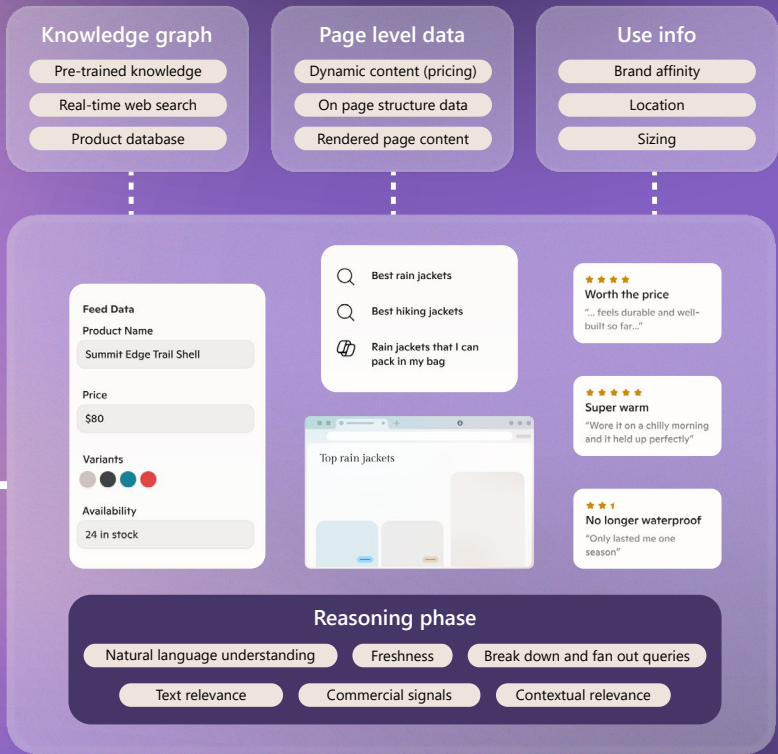 Knowledge graph
Pre-trained knowledge
Real-time web search
Product database
Page level data
Dynamic content (pricing)
On page structure data
Rendered page content
Use info
Brand affinity
Location
Sizing
Feed Data
Product Name
Summit Edge Trail Shell
Price
$80
Variants
Availability
24 in stock
Best rain jackets
Best hiking jackets
Rain jackets that I can
pack in my bag
Top rain jackets
Worth the price
"... feels durable and well-
built so far..."
Super warm
"Wore it on a chilly morning
and it held up perfectly"
No longer waterproof
"Only lasted me one
season"
Reasoning phase
Natural language understanding
Freshness
Break down and fan out queries
Text relevance
Commercial signals
Contextual relevance